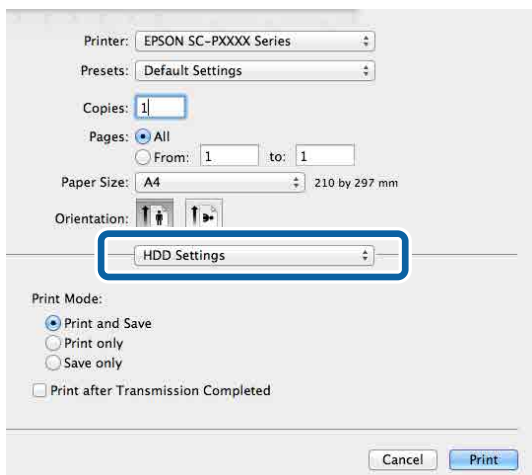 Printer: EPSON SC-PXXXX Series
Presets: Default Settings
Copies: 1
Pages: All
From: 1 to: 1
Paper Size: A4 210 by 297 mm
Orientation:
HDD Settings
Print Mode:
Print and Save
Print only
Save only
Print after Transmission Completed
Cancel Print